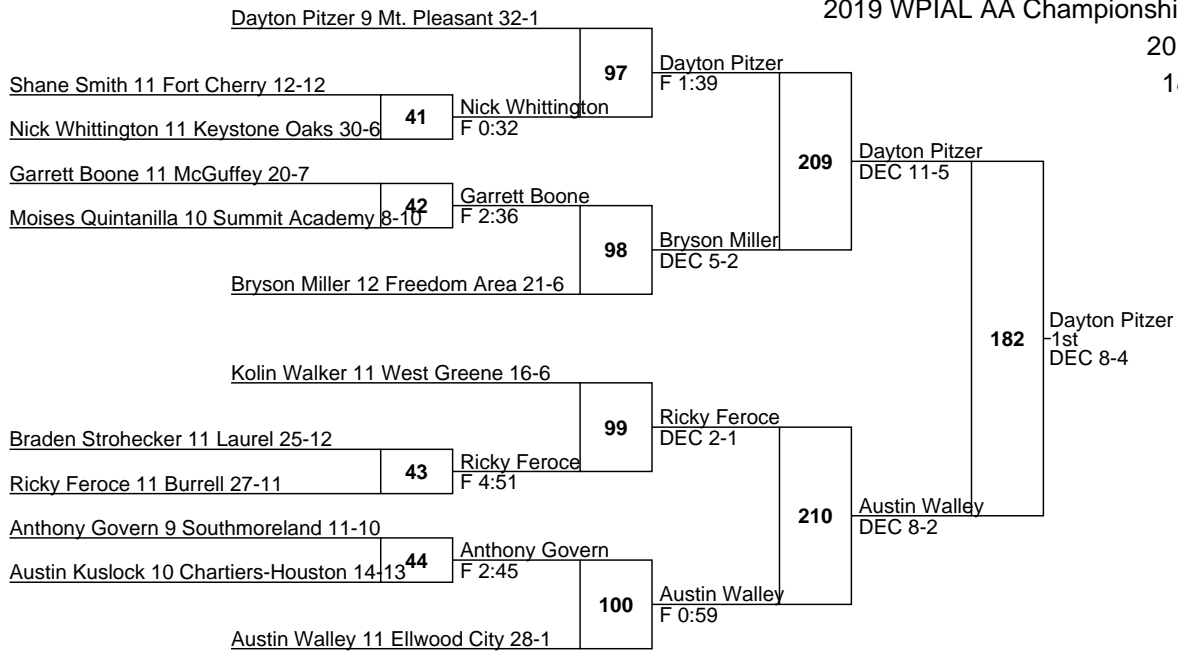 2019 WPIAL AA Championshi
20
18
Dayton Pitzer 9 Mt. Pleasant 32-1
97
Dayton Pitzer
F 1:39
Shane Smith 11 Fort Cherry 12-12
41
Nick Whittington
F 0:32
Nick Whittington 11 Keystone Oaks 30-6
209
Dayton Pitzer
DEC 11-5
Garrett Boone 11 McGuffey 20-7
42
Garrett Boone
F 2:36
Moises Quintanilla 10 Summit Academy 8-10
98
Bryson Miller
DEC 5-2
Bryson Miller 12 Freedom Area 21-6
182
Dayton Pitzer
1st
DEC 8-4
Kolin Walker 11 West Greene 16-6
99
Ricky Feroce
DEC 2-1
Braden Strohecker 11 Laurel 25-12
43
Ricky Feroce
F 4:51
Ricky Feroce 11 Burrell 27-11
210
Austin Walley
DEC 8-2
Anthony Govern 9 Southmoreland 11-10
44
Anthony Govern
F 2:45
Austin Kuslock 10 Chartiers-Houston 14-13
100
Austin Walley
F 0:59
Austin Walley 11 Ellwood City 28-1